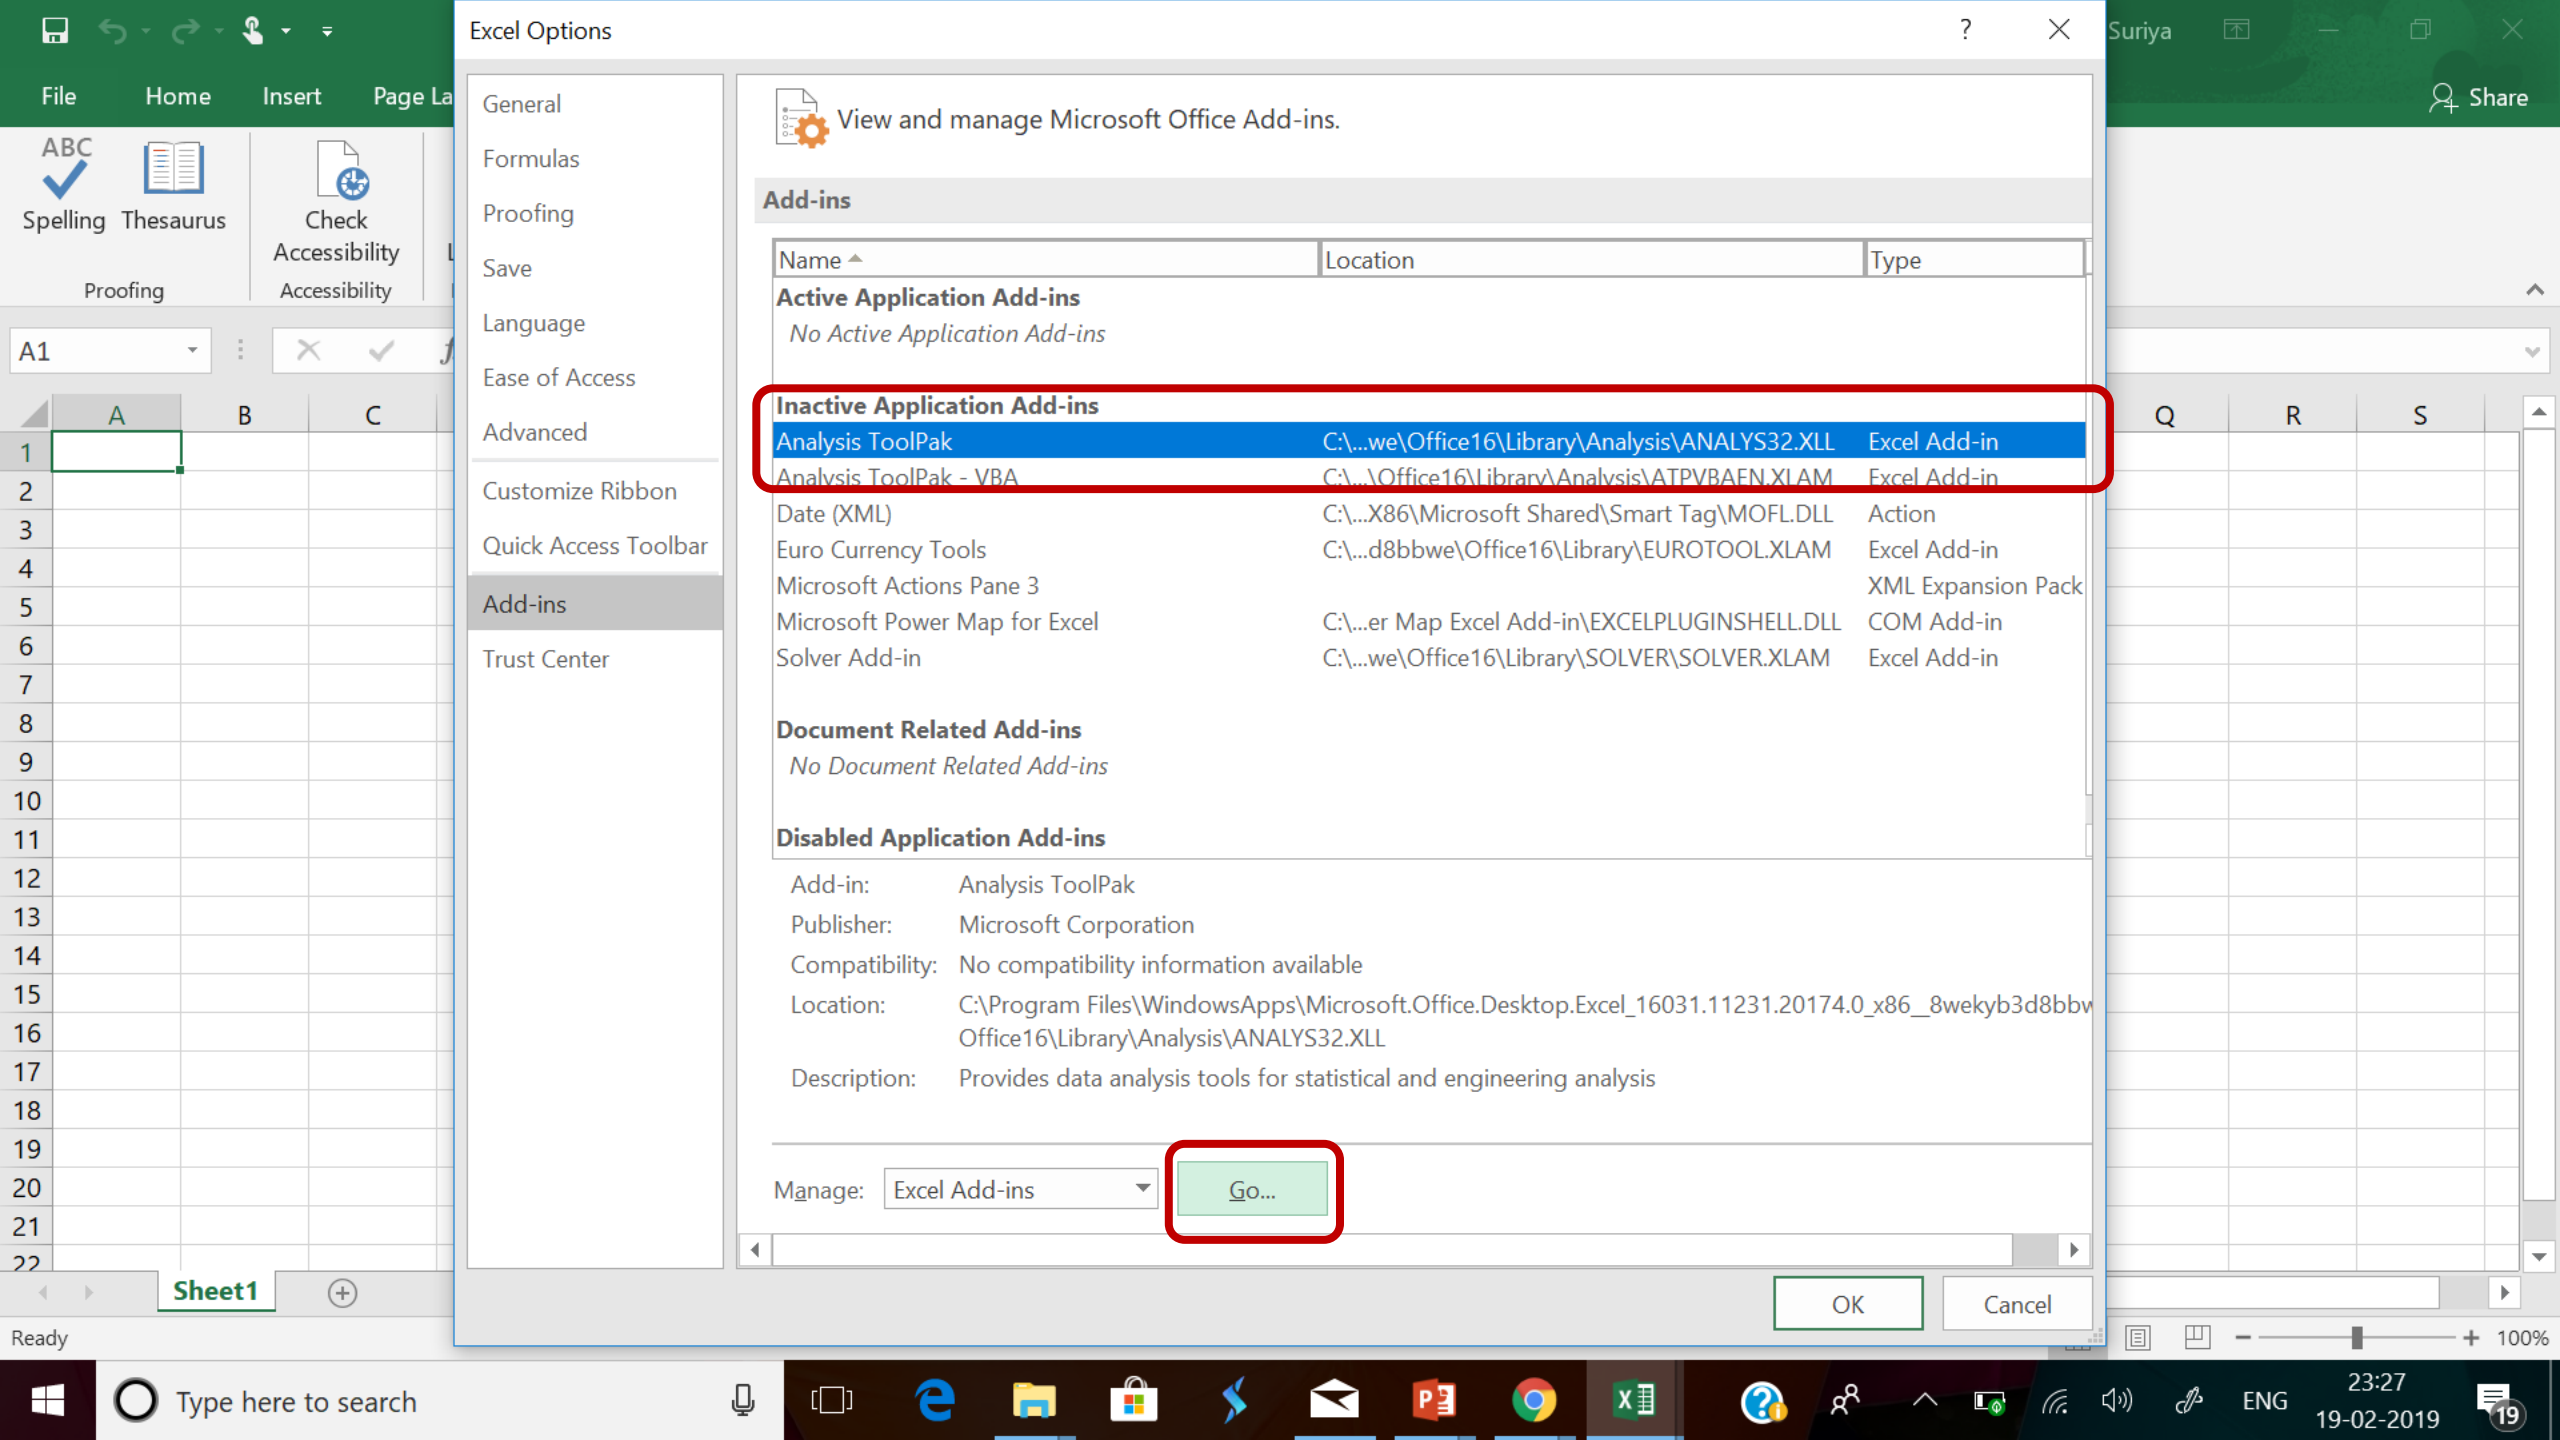 Excel Options
?
Suriya
File Home Insert Page La
Share
ABC
Spelling Thesaurus
Check
Accessibility
Proofing
Accessibility
A1
A B C
Q R S
1
2
3
4
5
6
7
8
9
10
11
12
13
14
15
16
17
18
19
20
21
22
General
Formulas
Proofing
Save
Language
Ease of Access
Advanced
Customize Ribbon
Quick Access Toolbar
Add-ins
Trust Center
View and manage Microsoft Office Add-ins.
Add-ins
Name Location Type
Active Application Add-ins
No Active Application Add-ins
Inactive Application Add-ins
Analysis ToolPak C:\...we\Office16\Library\Analysis\ANALYS32.XLL Excel Add-in
Analysis ToolPak - VBA C:\...\Office16\Library\Analysis\ATPVBAEN.XLAM Excel Add-in
Date (XML) C:\...X86\Microsoft Shared\Smart Tag\MOFL.DLL Action
Euro Currency Tools C:\...d8bbwe\Office16\Library\EUROTOOL.XLAM Excel Add-in
Microsoft Actions Pane 3 XML Expansion Pack
Microsoft Power Map for Excel C:\...er Map Excel Add-in\EXCELPLUGINSHELL.DLL COM Add-in
Solver Add-in C:\...we\Office16\Library\SOLVER\SOLVER.XLAM Excel Add-in
Document Related Add-ins
No Document Related Add-ins
Disabled Application Add-ins
Add-in: Analysis ToolPak
Publisher: Microsoft Corporation
Compatibility: No compatibility information available
Location: C:\Program Files\WindowsApps\Microsoft.Office.Desktop.Excel_16031.11231.20174.0_x86__8wekyb3d8bbw
Office16\Library\Analysis\ANALYS32.XLL
Description: Provides data analysis tools for statistical and engineering analysis
Manage: Excel Add-ins Go...
OK Cancel
Sheet1
Ready
100%
Type here to search
ENG
23:27
19-02-2019
19